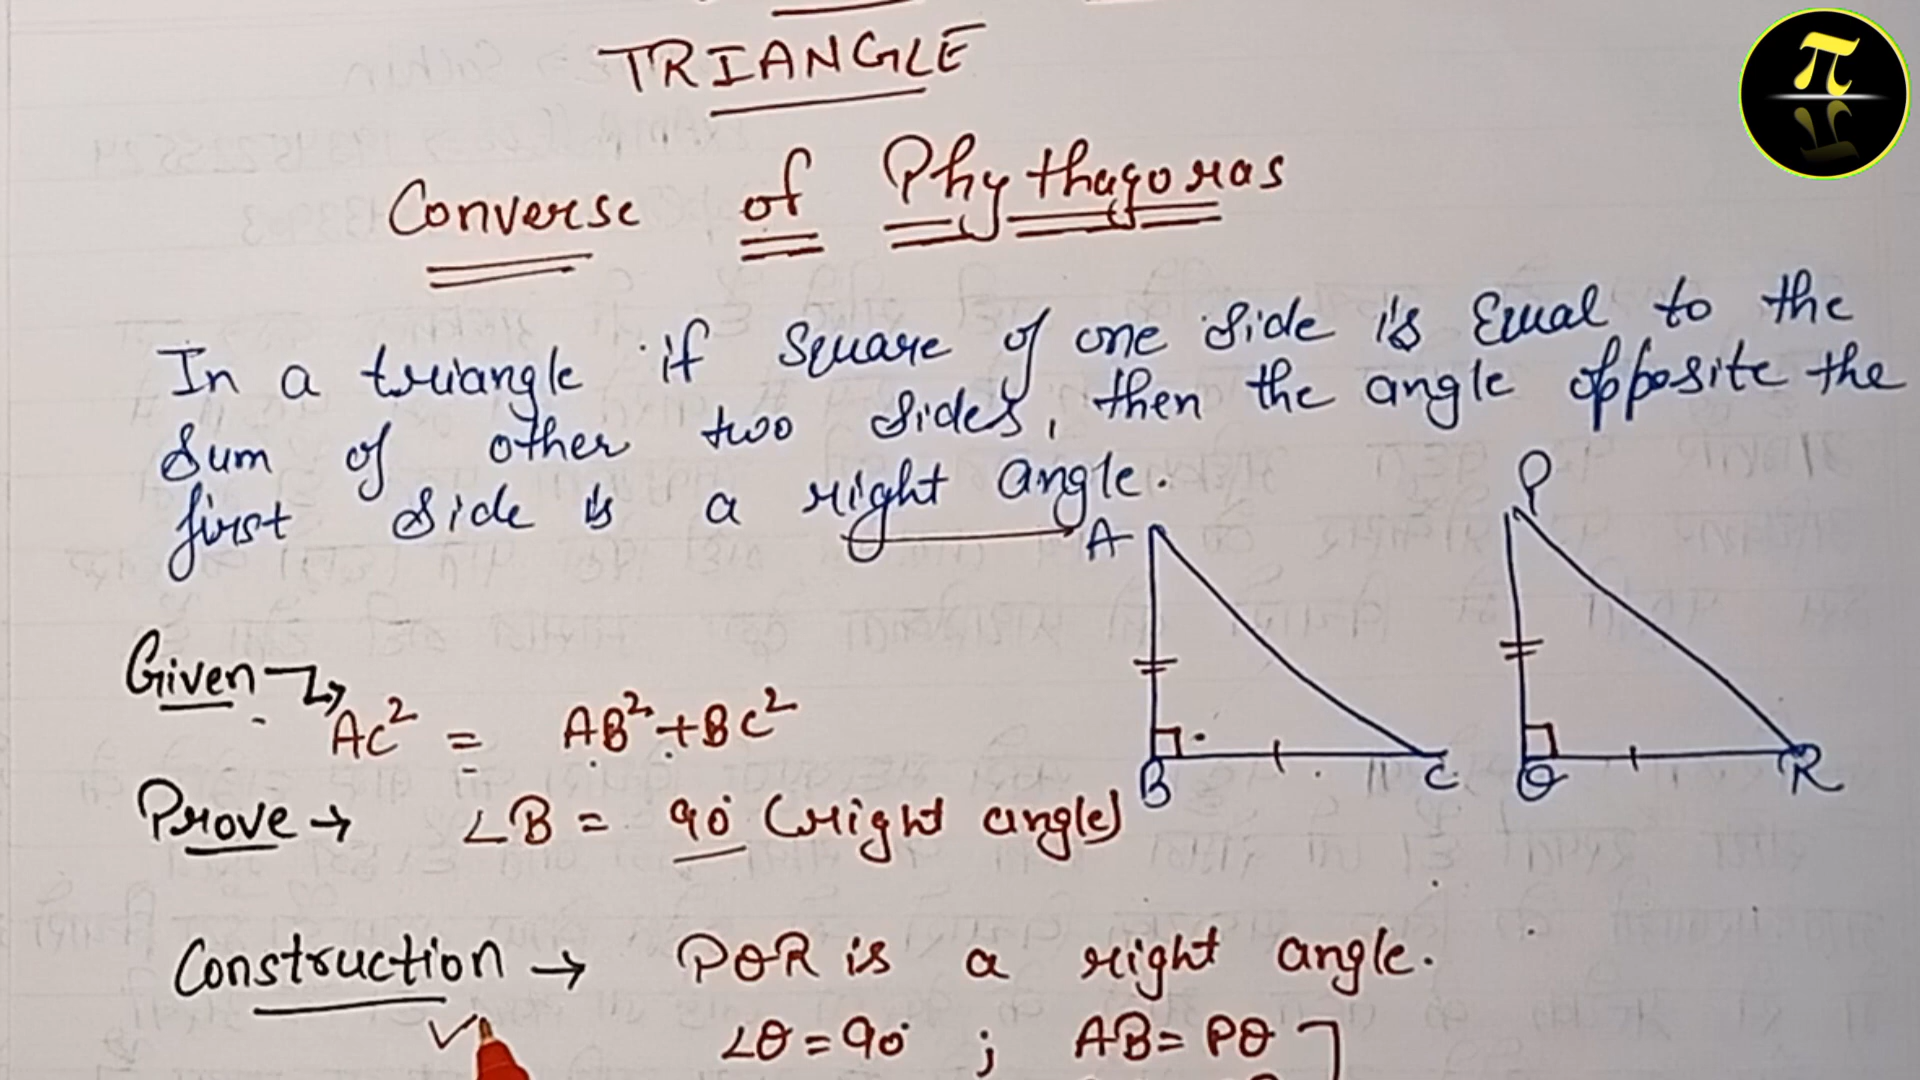 TRIANGLE
Converse of Phythagoras
In a triangle if square of one side is Equal to the
sum of other two sides, then the angle opposite the
first side is a right angle.
A
P
B
C
Q
R
Given →
AC² = AB² + BC²
Prove → ∠B = 90° (right angle)
Construction → PQR is a right angle.
∠Q = 90° ; AB = PQ
π